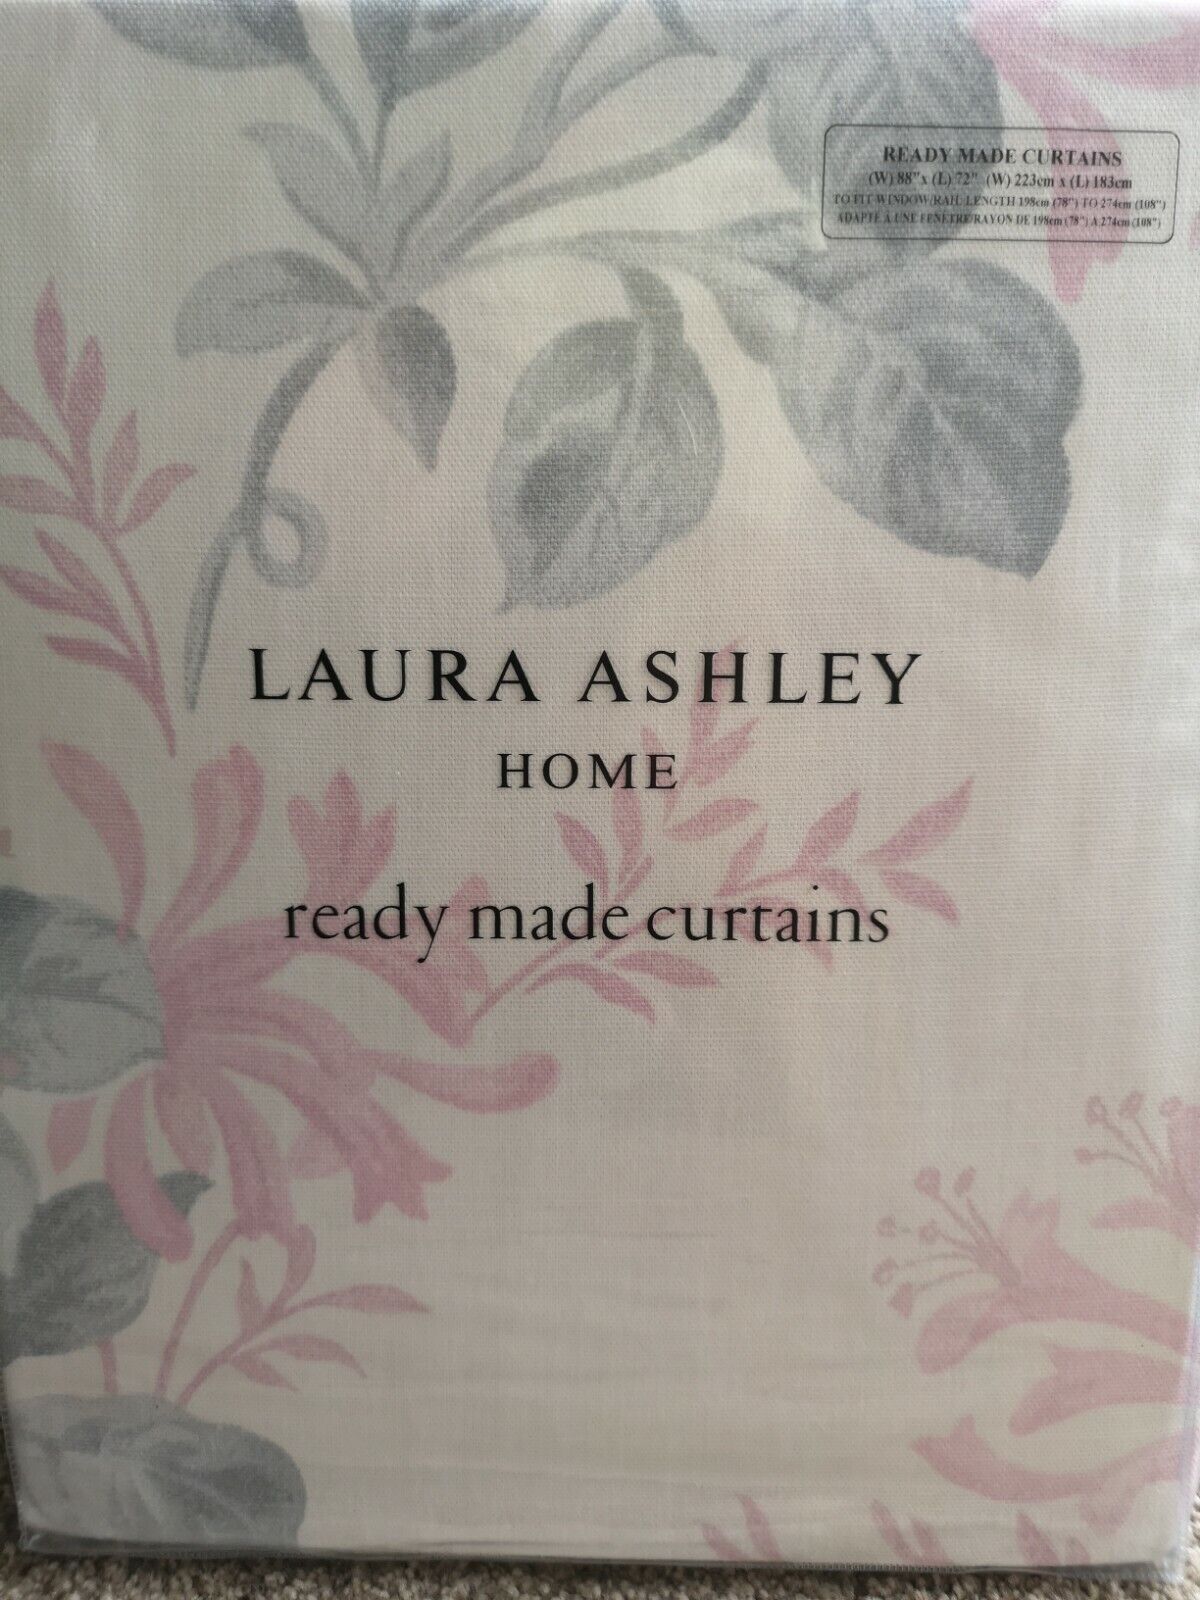 READY MADE CURTAINS
(W) 88" x (L) 72" (W) 223cm x (L) 183cm
TO FIT WINDOW/RAIL LENGTH 198cm (78") TO 274cm (108")
ADAPTÉ À UNE FENÊTRE/RAYON DE 198cm (78") A 274cm (108")
LAURA ASHLEY
HOME
ready made curtains